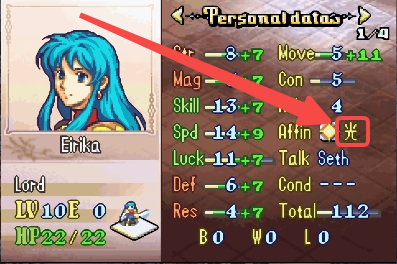 Personal datas
1/4
Eirika
Lord
LV 10 E 0
HP 22/22
Str 8+7 Move 5+11
Mag +7 Con 5
Skill 13+7 4
Spd 14+9 Affin 光
Luck 11+7 Talk Seth
Def 6+7 Cond ---
Res 4+7 Total 112
B 0 W 0 L 0